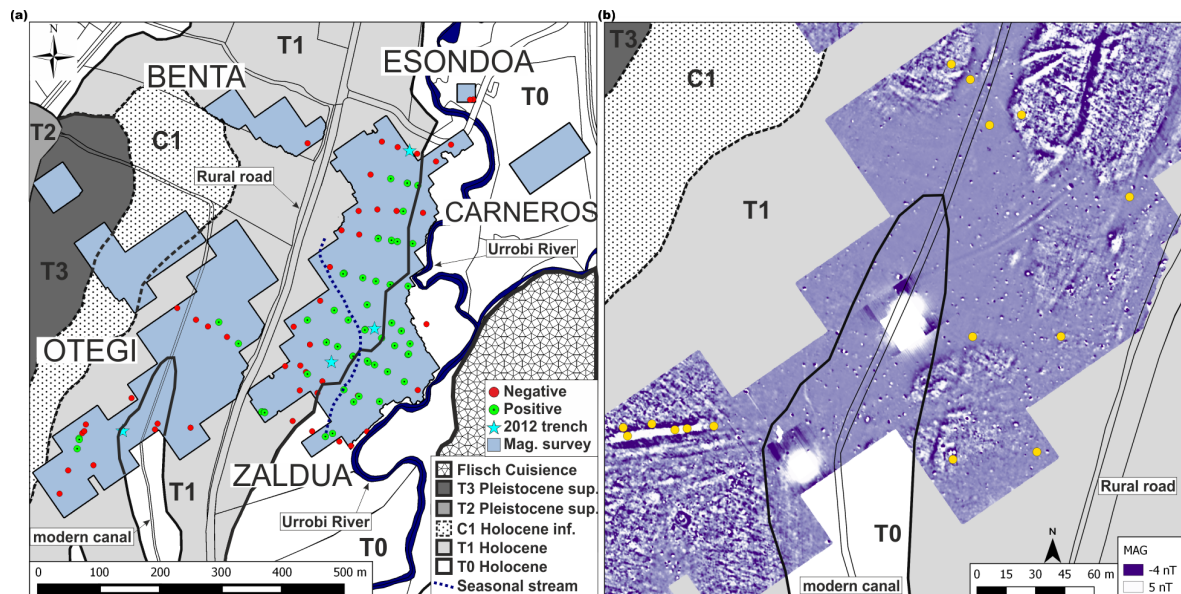 (a)
N
T1
BENTA
ESONDOA
T0
T2
C1
Rural road
CARNEROS
Urrobi River
T3
OTEGI
Negative
Positive
2012 trench
Mag. survey
ZALDUA
Flisch Cuisience
T3 Pleistocene sup.
T2 Pleistocene sup.
C1 Holocene inf.
T1 Holocene
T0 Holocene
Seasonal stream
T1
Urrobi River
modern canal
T0
0 100 200 300 400 500 m
(b)
T3
C1
T1
Rural road
T0
modern canal
N
MAG
-4 nT
5 nT
0 15 30 45 60 m